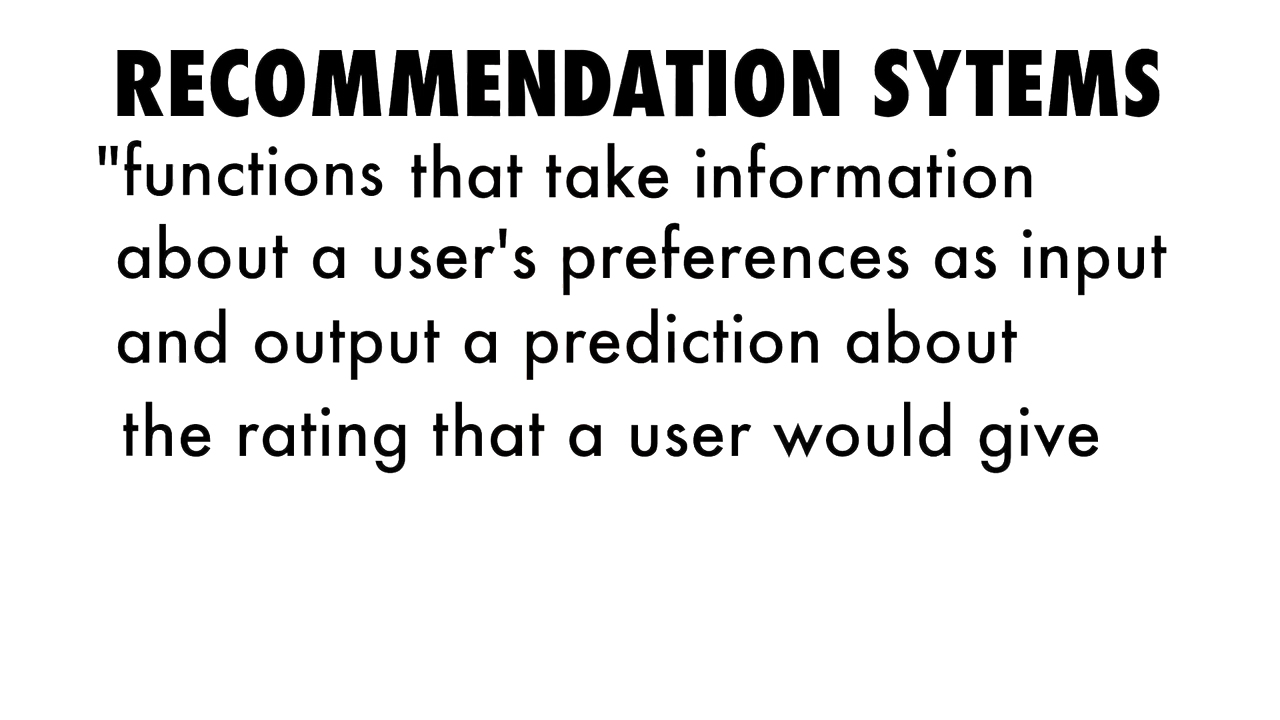 RECOMMENDATION SYTEMS
"functions that take information
about a user's preferences as input
and output a prediction about
the rating that a user would give